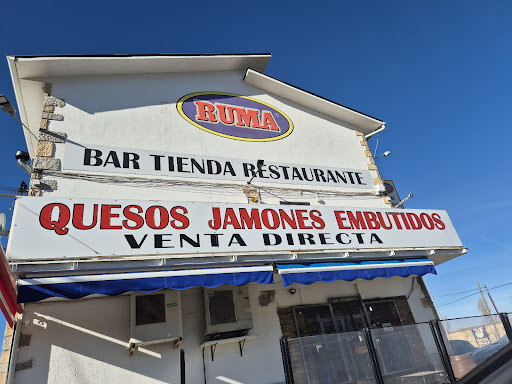 RUMA
BAR TIENDA RESTAURANTE
QUESOS JAMONES EMBUTIDOS
VENTA DIRECTA